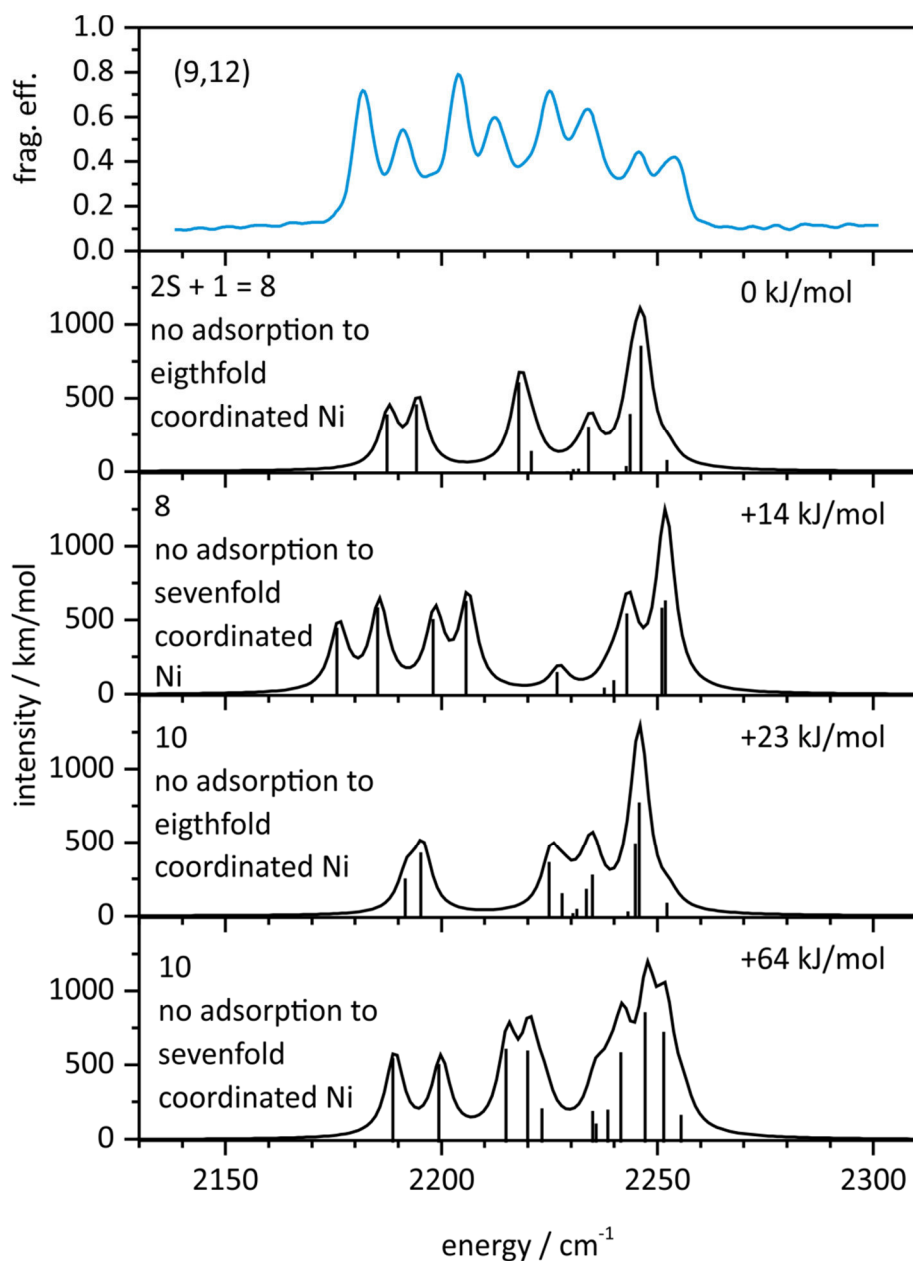 1.0
0.8
0.6
0.4
0.2
0.0
frag. eff.
(9,12)
2S + 1 = 8
no adsorption to
eigthfold
coordinated Ni
0 kJ/mol
1000
500
0
8
no adsorption to
sevenfold
coordinated
Ni
+14 kJ/mol
1000
500
0
intensity / km/mol
10
no adsorption to
eigthfold
coordinated Ni
+23 kJ/mol
1000
500
0
10
no adsorption to
sevenfold
coordinated Ni
+64 kJ/mol
1000
500
0
2150 2200 2250 2300
energy / cm⁻¹